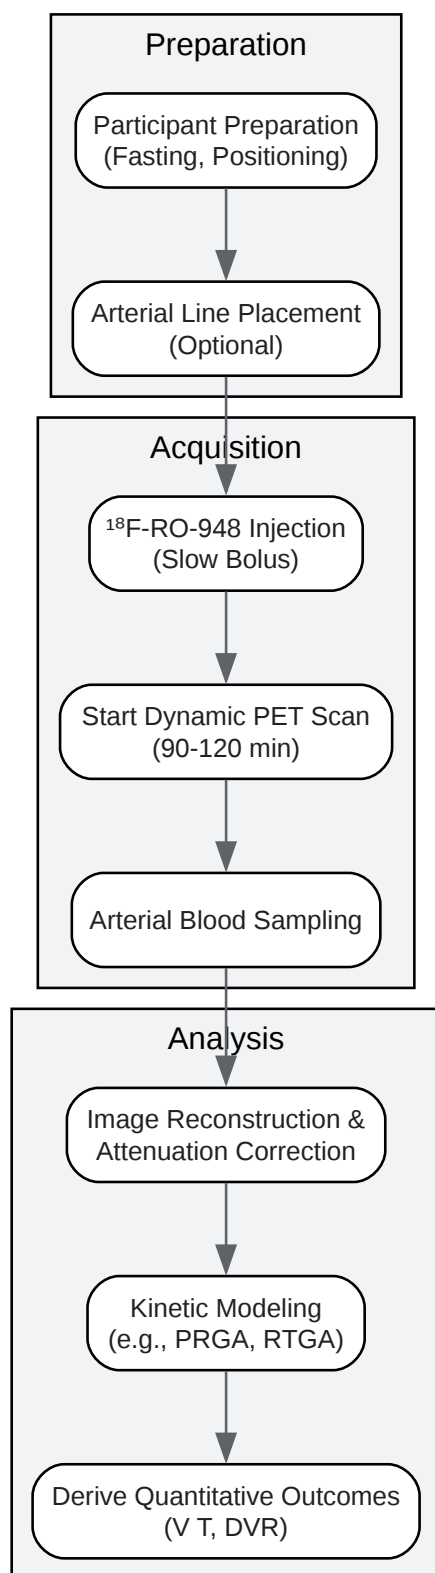 Preparation
Participant Preparation
(Fasting, Positioning)
Arterial Line Placement
(Optional)
Acquisition
¹⁸F-RO-948 Injection
(Slow Bolus)
Start Dynamic PET Scan
(90-120 min)
Arterial Blood Sampling
Analysis
Image Reconstruction &
Attenuation Correction
Kinetic Modeling
(e.g., PRGA, RTGA)
Derive Quantitative Outcomes
(V T, DVR)